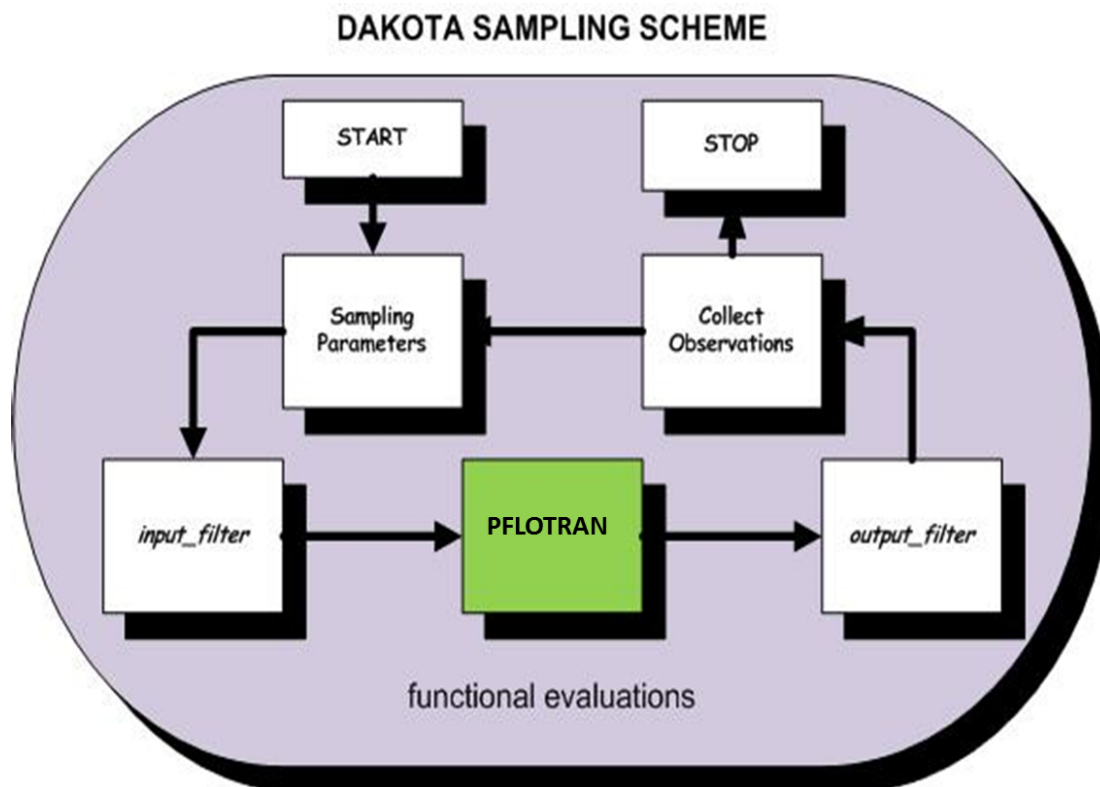 DAKOTA SAMPLING SCHEME
START
STOP
Sampling
Parameters
Collect
Observations
input_filter
PFLOTRAN
output_filter
functional evaluations